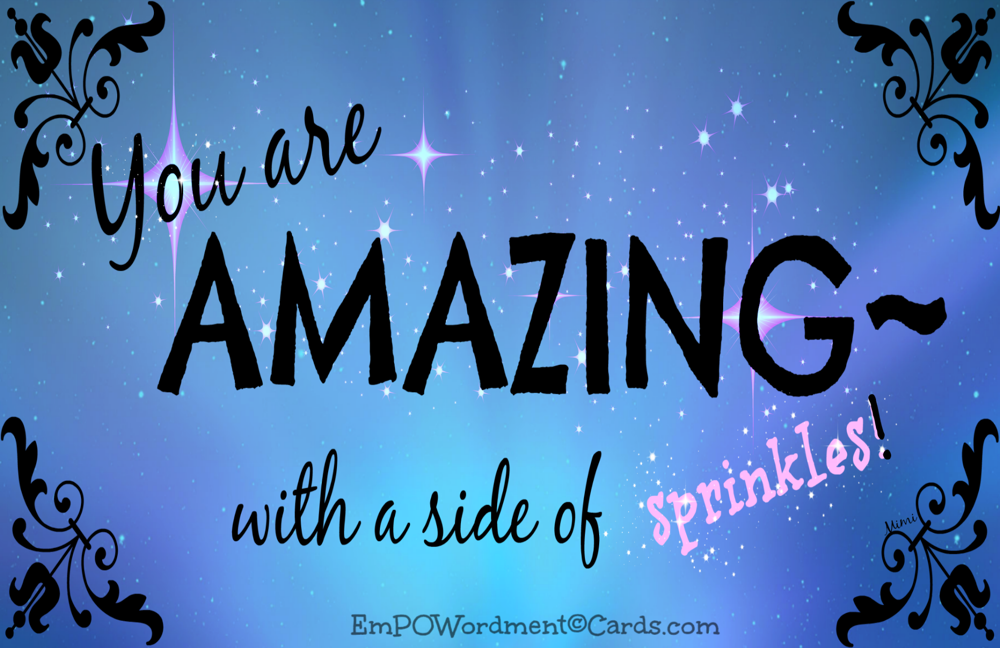 You are
AMAZING~
with a side of sprinkles!
Mimi
EmPOWordment©Cards.com